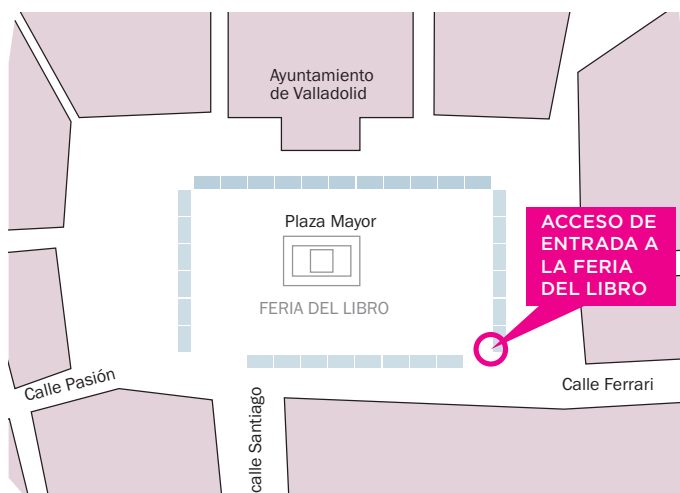 Ayuntamiento
de Valladolid
Plaza Mayor
ACCESO DE
ENTRADA A
LA FERIA
DEL LIBRO
FERIA DEL LIBRO
Calle Pasión
calle Santiago
Calle Ferrari